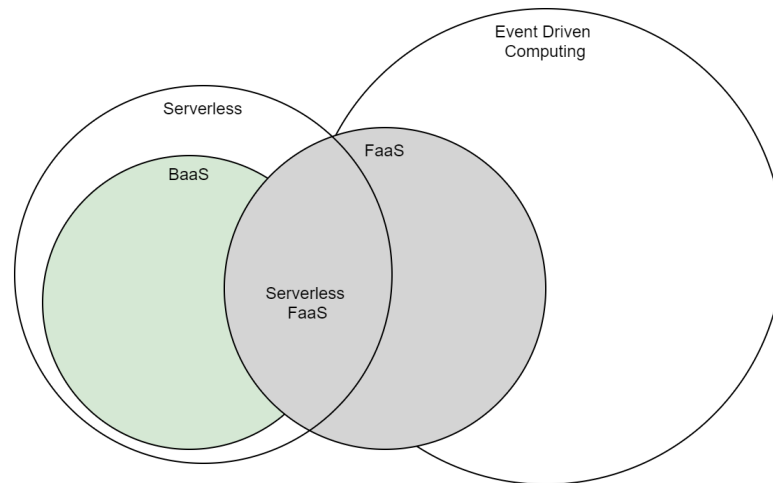 Event Driven
Computing
Serverless
FaaS
BaaS
Serverless
FaaS